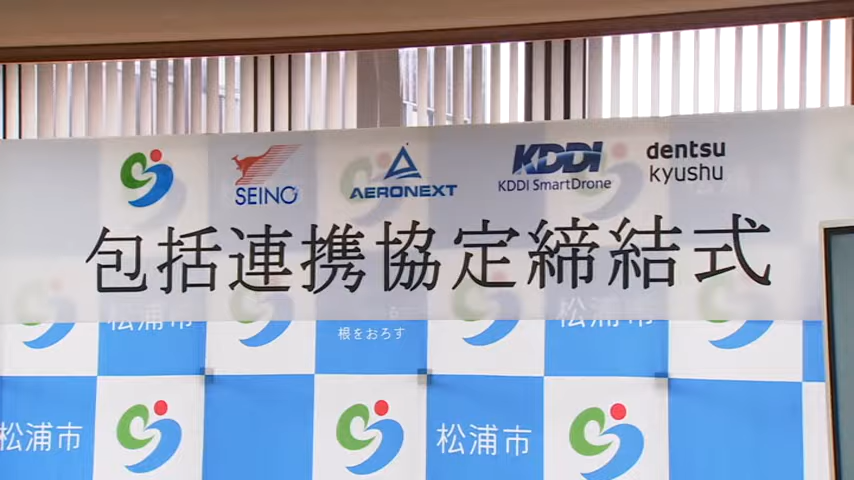 SEINO
AERONEXT
KDDI
KDDI SmartDrone
dentsu
kyushu
包括連携協定締結式
松浦市
根をおろす
松浦市
松浦市
松浦市